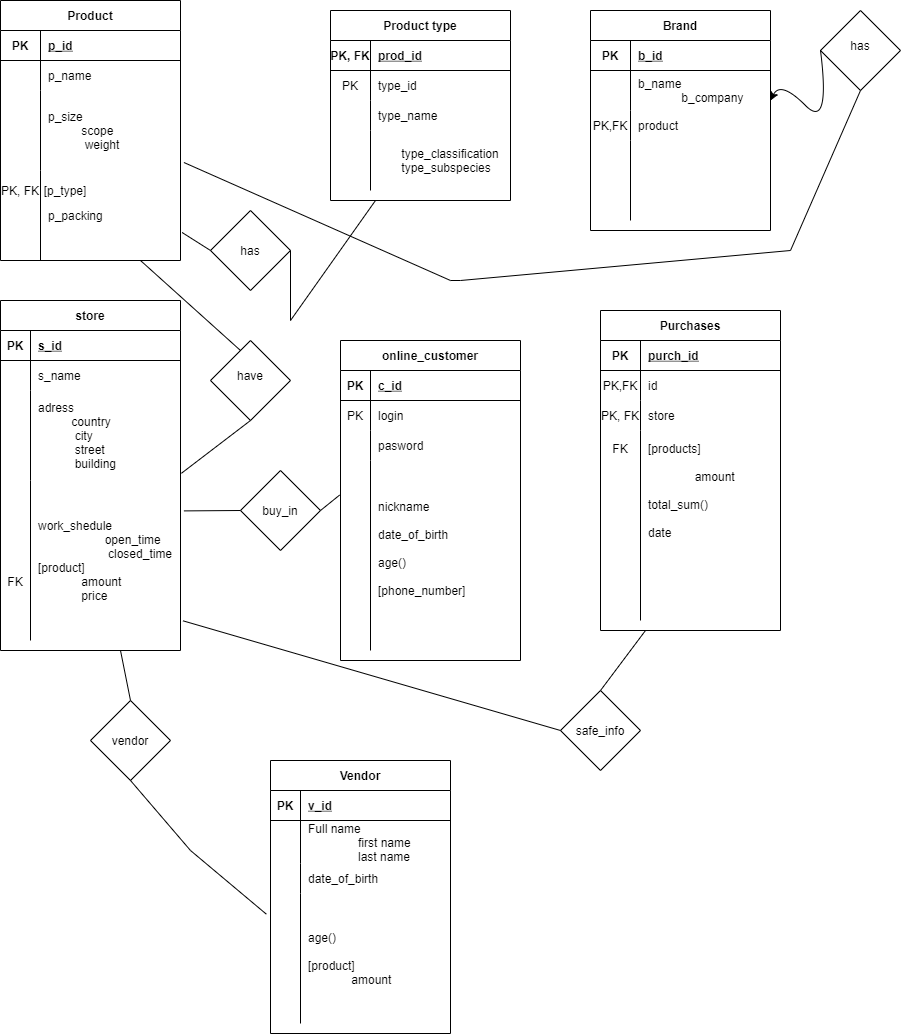 Product
PK p_id
p_name
p_size
scope
weight
PK, FK [p_type]
p_packing
Product type
PK, FK prod_id
PK type_id
type_name
type_classification
type_subspecies
Brand
PK b_id
b_name
b_company
PK,FK product
has
has
store
PK s_id
s_name
adress
country
city
street
building
work_shedule
open_time
closed_time
[product]
FK amount
price
have
buy_in
online_customer
PK c_id
PK login
pasword
nickname
date_of_birth
age()
[phone_number]
Purchases
PK purch_id
PK,FK id
PK, FK store
FK [products]
amount
total_sum()
date
vendor
safe_info
Vendor
PK v_id
Full name
first name
last name
date_of_birth
age()
[product]
amount